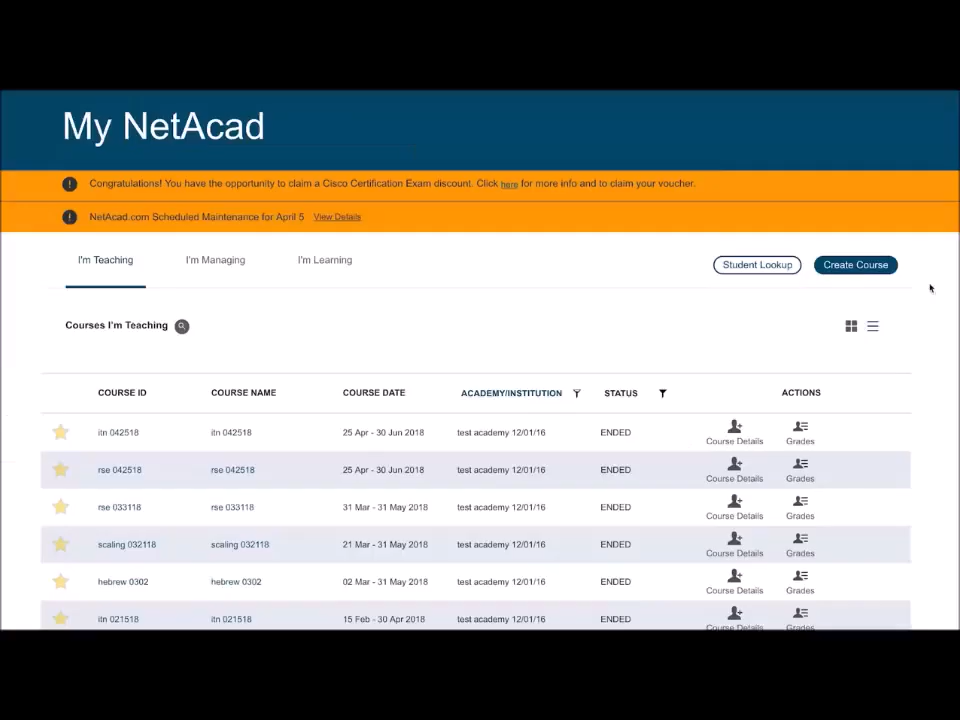 My NetAcad
Congratulations! You have the opportunity to claim a Cisco Certification Exam discount. Click here for more info and to claim your voucher.
NetAcad.com Scheduled Maintenance for April 5 View Details
I'm Teaching I'm Managing I'm Learning Student Lookup Create Course
Courses I'm Teaching
COURSE ID COURSE NAME COURSE DATE ACADEMY/INSTITUTION STATUS ACTIONS
itn 042518 itn 042518 25 Apr - 30 Jun 2018 test academy 12/01/16 ENDED Course Details Grades
rse 042518 rse 042518 25 Apr - 30 Jun 2018 test academy 12/01/16 ENDED Course Details Grades
rse 033118 rse 033118 31 Mar - 31 May 2018 test academy 12/01/16 ENDED Course Details Grades
scaling 032118 scaling 032118 21 Mar - 31 May 2018 test academy 12/01/16 ENDED Course Details Grades
hebrew 0302 hebrew 0302 02 Mar - 31 May 2018 test academy 12/01/16 ENDED Course Details Grades
itn 021518 itn 021518 15 Feb - 30 Apr 2018 test academy 12/01/16 ENDED Course Details Grades